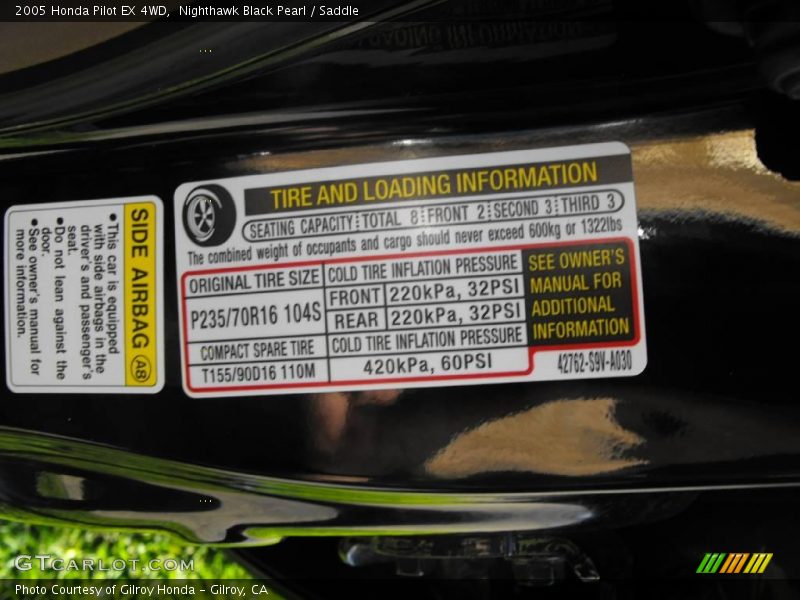 2005 Honda Pilot EX 4WD,  Nighthawk Black Pearl / Saddle
TIRE AND LOADING INFORMATION
SEATING CAPACITY TOTAL 8 FRONT 2 SECOND 3 THIRD 3
The combined weight of occupants and cargo should never exceed 600kg or 1322lbs
ORIGINAL TIRE SIZE
COLD TIRE INFLATION PRESSURE
P235/70R16 104S
FRONT 220kPa, 32PSI
REAR 220kPa, 32PSI
COMPACT SPARE TIRE
COLD TIRE INFLATION PRESSURE
T155/90D16 110M
420kPa, 60PSI
SEE OWNER'S
MANUAL FOR
ADDITIONAL
INFORMATION
42762-S9V-A030
SIDE AIRBAG A8
•This car is equipped
with side airbags in the
driver's and passenger's
seat.
•Do not lean against the
door.
•See owner's manual for
more information.
GTCARLOT.COM
Photo Courtesy of Gilroy Honda - Gilroy, CA